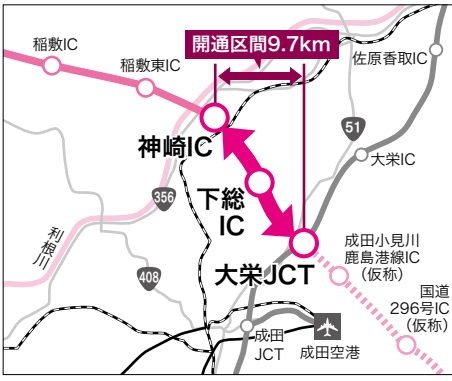 稲敷IC
稲敷東IC
開通区間9.7km
佐原香取IC
神崎IC
51
大栄IC
356
下総
IC
利根川
大栄JCT
成田小見川
鹿島港線IC
（仮称）
408
国道
296号IC
（仮称）
成田
JCT
成田空港